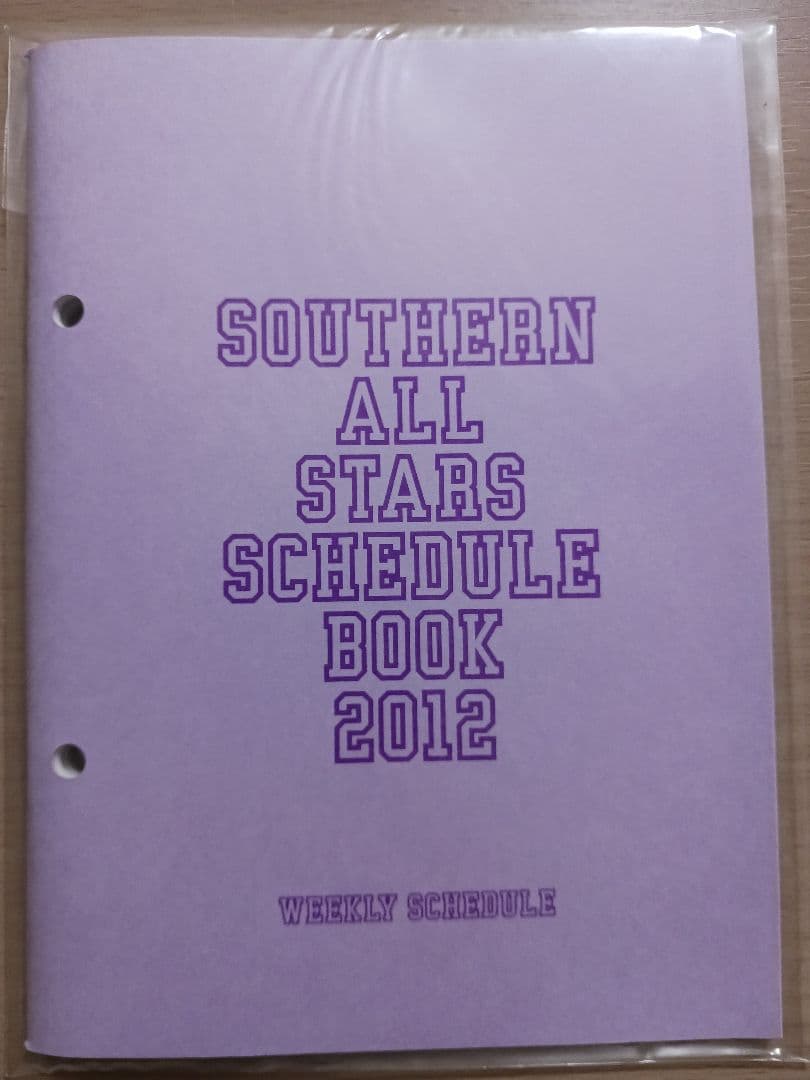 SOUTHERN
ALL
STARS
SCHEDULE
BOOK
2012
WEEKLY SCHEDULE